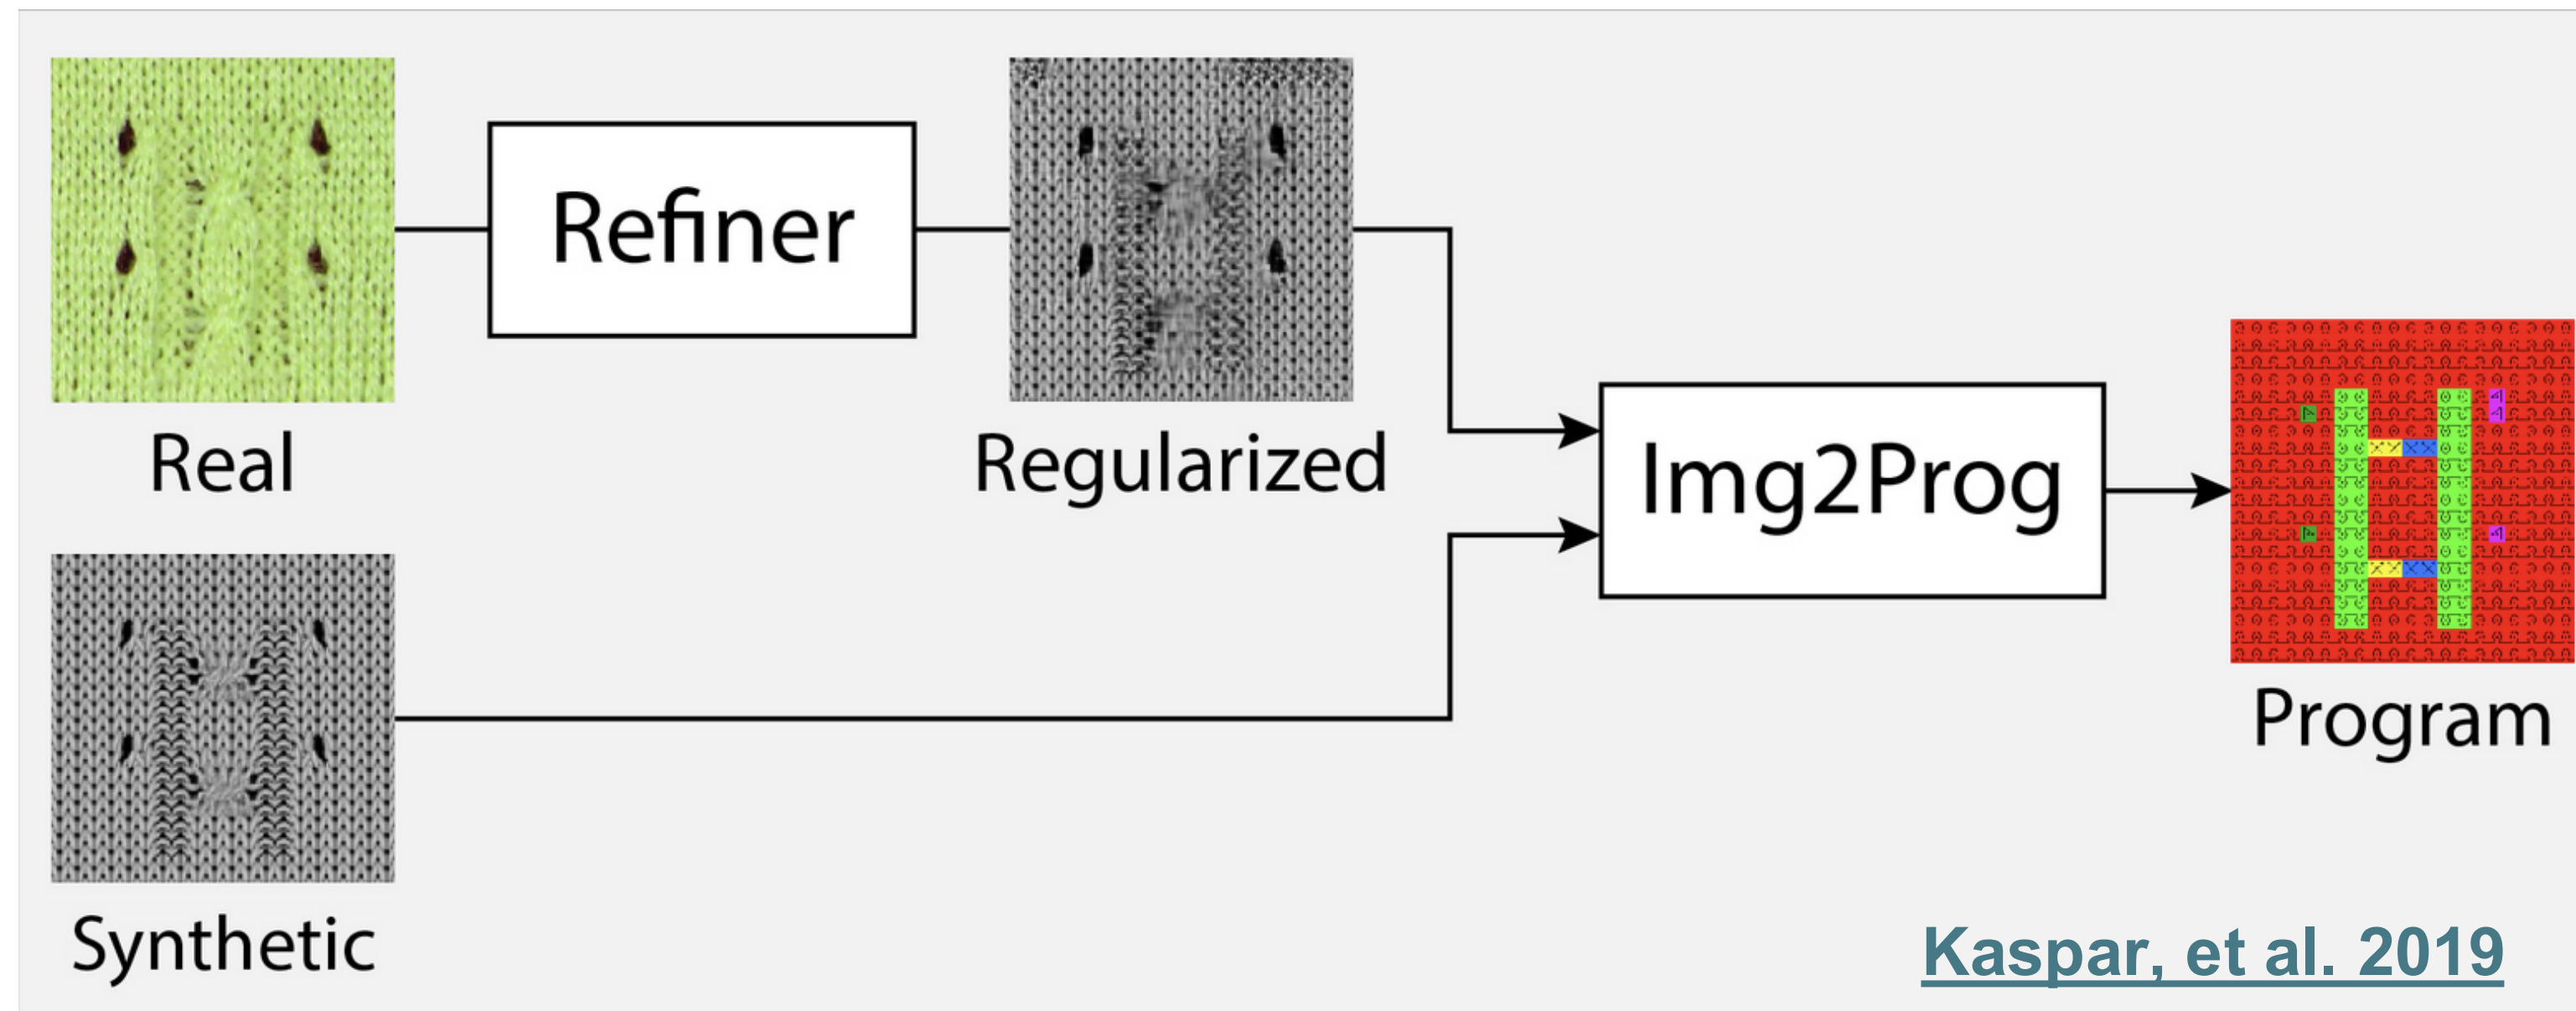 Real
Refiner
Regularized
Synthetic
Img2Prog
Program
Kaspar, et al. 2019